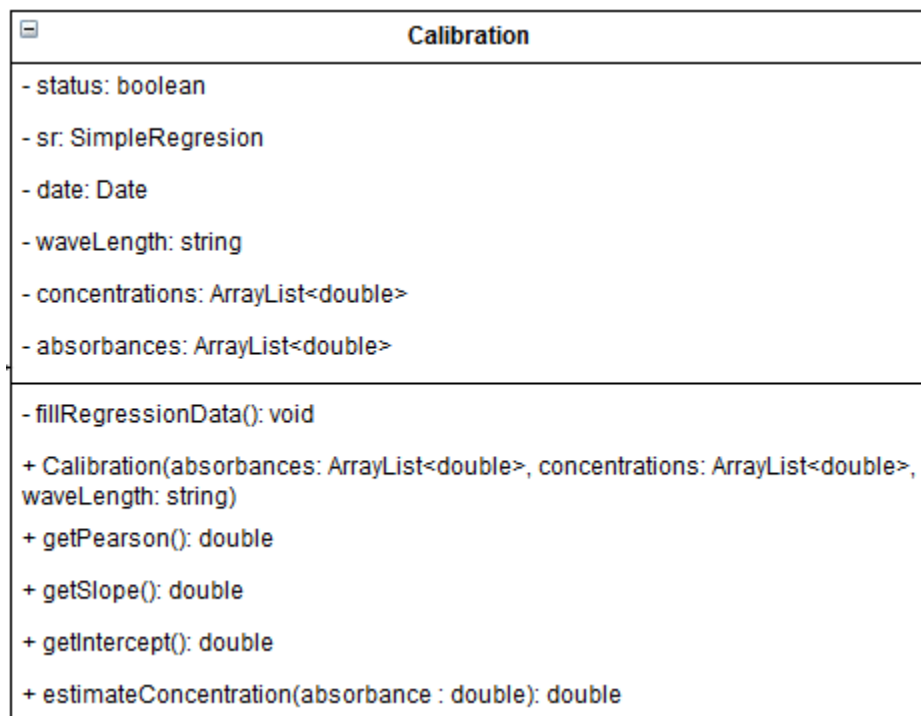 Calibration
- status: boolean
- sr: SimpleRegresion
- date: Date
- waveLength: string
- concentrations: ArrayList<double>
- absorbances: ArrayList<double>
- fillRegressionData(): void
+ Calibration(absorbances: ArrayList<double>, concentrations: ArrayList<double>,
waveLength: string)
+ getPearson(): double
+ getSlope(): double
+ getIntercept(): double
+ estimateConcentration(absorbance : double): double